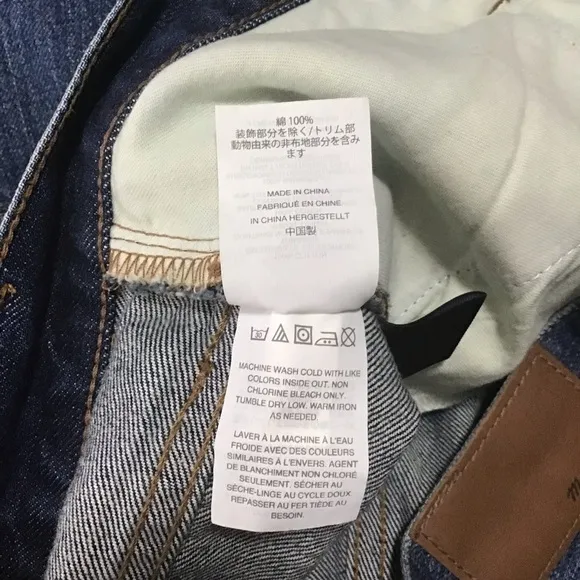 綿 100%
装飾部分を除く/トリム部
動物由来の非布地部分を含み
ます
MADE IN CHINA
FABRIQUÉ EN CHINE
IN CHINA HERGESTELLT
中国製
30
MACHINE WASH COLD WITH LIKE
COLORS INSIDE OUT. NON
CHLORINE BLEACH ONLY.
TUMBLE DRY LOW. WARM IRON
AS NEEDED.
LAVER À LA MACHINE À L'EAU
FROIDE AVEC DES COULEURS
SIMILAIRES À L'ENVERS. AGENT
DE BLANCHIMENT NON CHLORÉ
SEULEMENT. SÉCHER AU
SÈCHE-LINGE AU CYCLE DOUX
REPASSER AU FER TIÈDE AU
BESOIN.